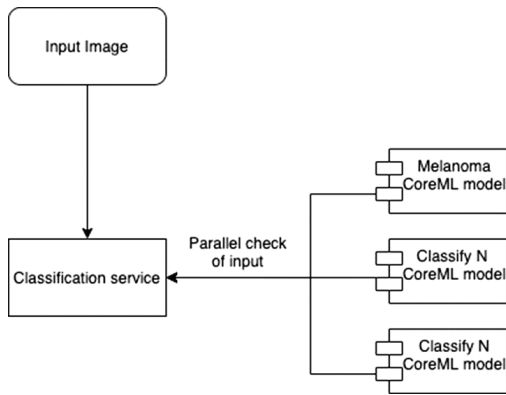 Input Image
Melanoma
CoreML model
Parallel check
of input
Classification service
Classify N
CoreML model
Classify N
CoreML model